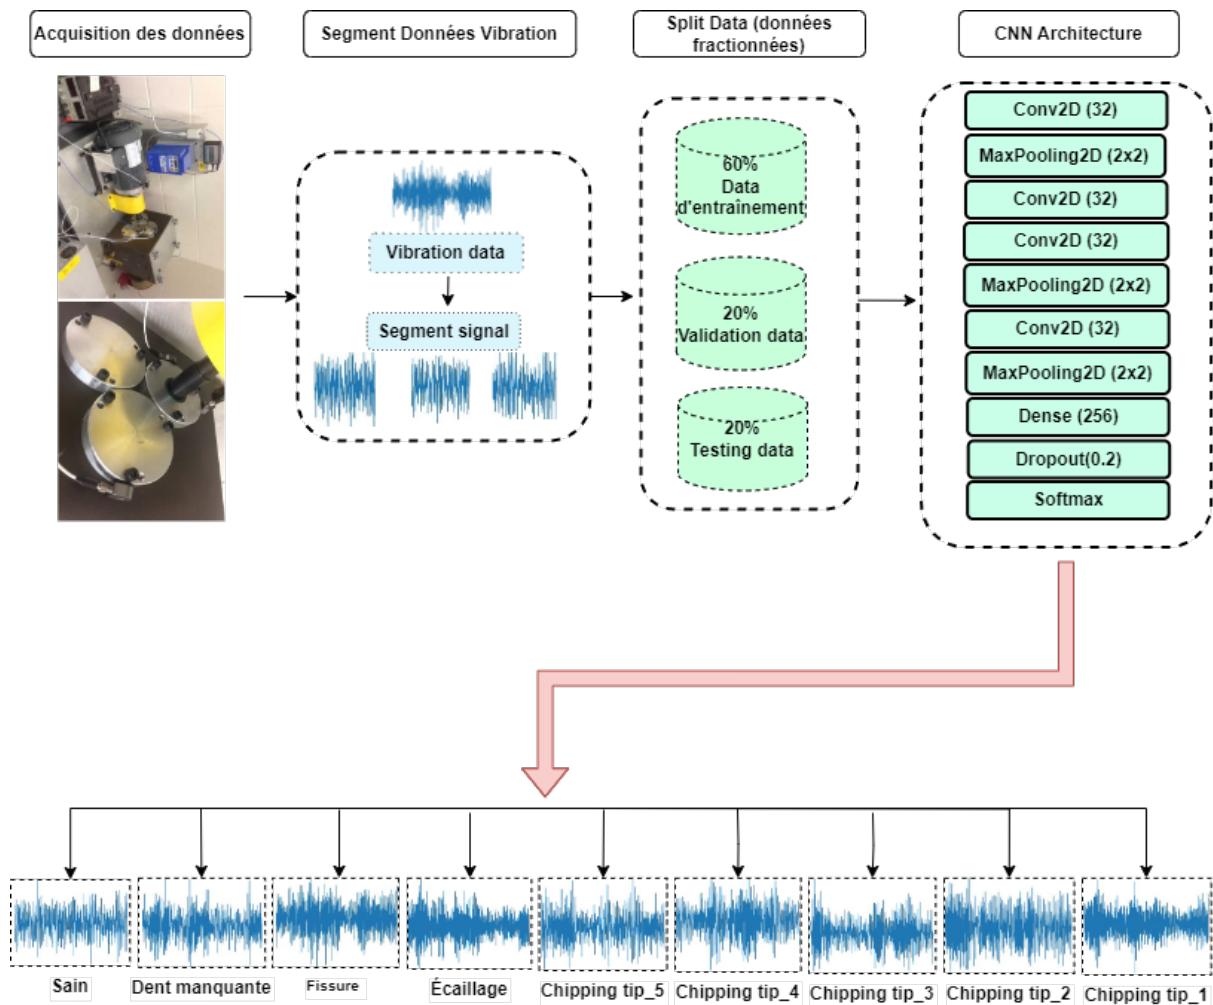 Acquisition des données
Segment Données Vibration
Split Data (données
fractionnées)
CNN Architecture
Vibration data
Segment signal
60%
Data
d'entraînement
20%
Validation data
20%
Testing data
Conv2D (32)
MaxPooling2D (2x2)
Conv2D (32)
Conv2D (32)
MaxPooling2D (2x2)
Conv2D (32)
MaxPooling2D (2x2)
Dense (256)
Dropout(0.2)
Softmax
Sain
Dent manquante
Fissure
Écaillage
Chipping tip_5
Chipping tip_4
Chipping tip_3
Chipping tip_2
Chipping tip_1